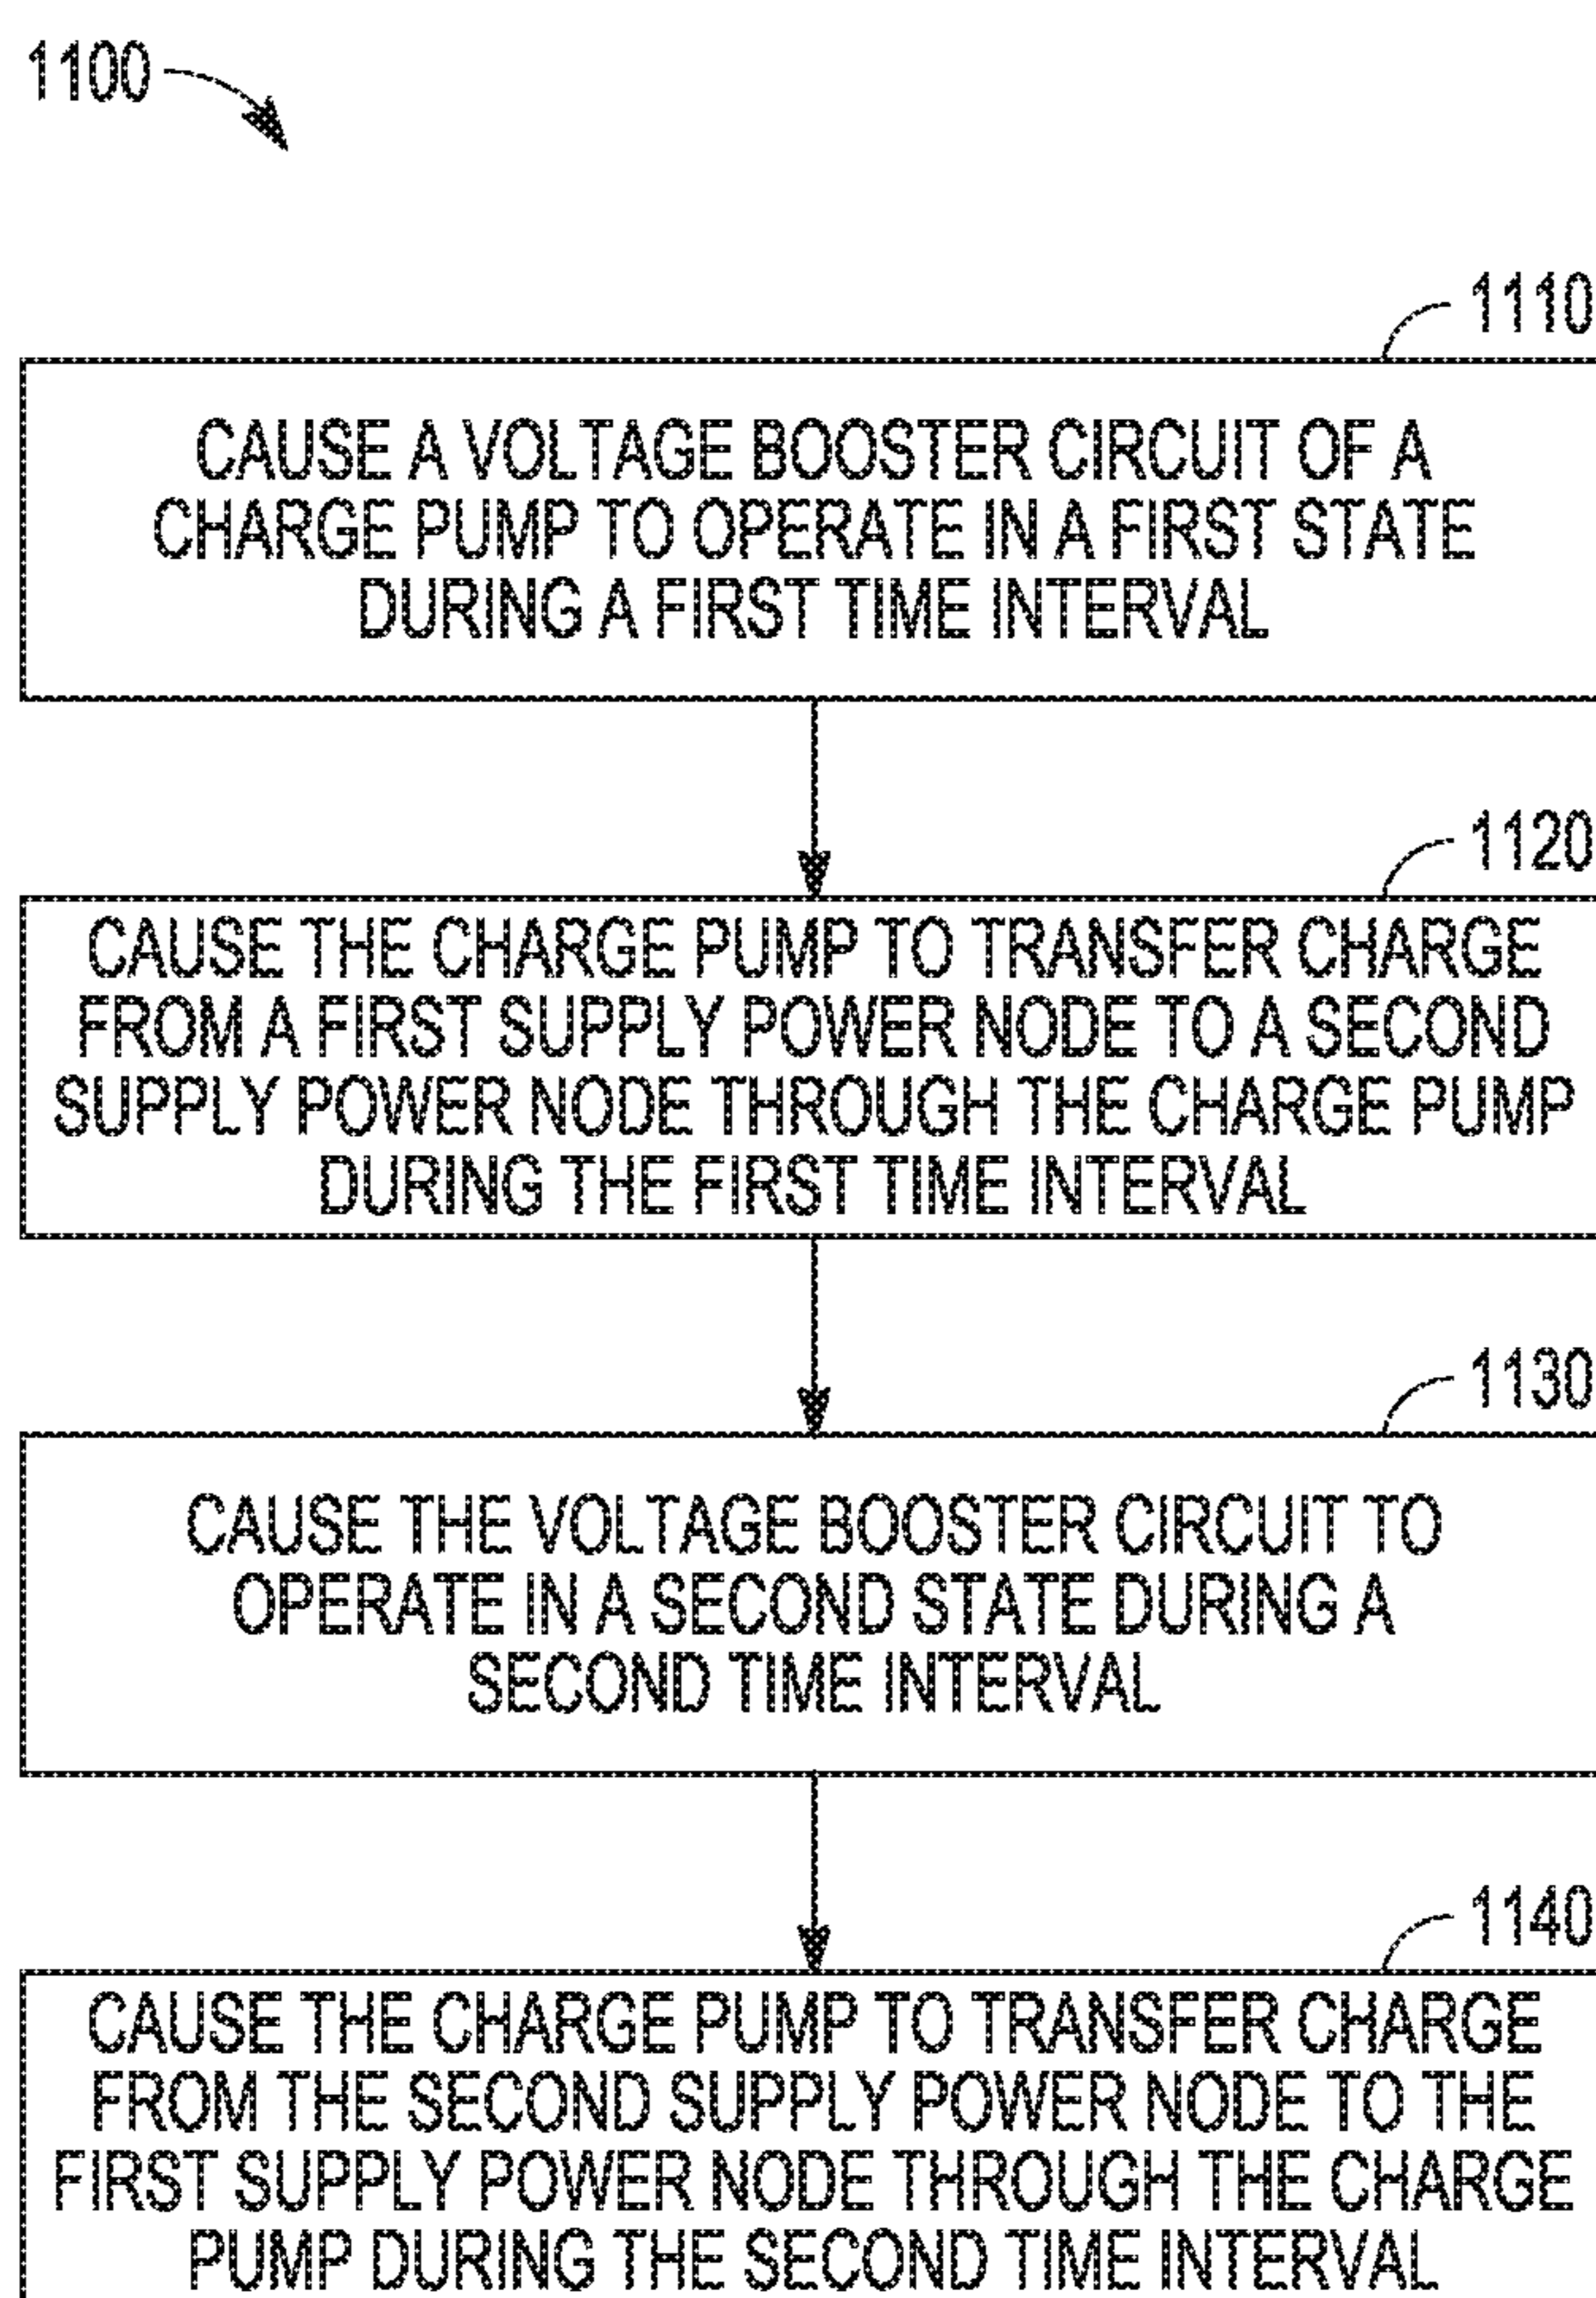 1100
1110
CAUSE A VOLTAGE BOOSTER CIRCUIT OF A
CHARGE PUMP TO OPERATE IN A FIRST STATE
DURING A FIRST TIME INTERVAL
1120
CAUSE THE CHARGE PUMP TO TRANSFER CHARGE
FROM A FIRST SUPPLY POWER NODE TO A SECOND
SUPPLY POWER NODE THROUGH THE CHARGE PUMP
DURING THE FIRST TIME INTERVAL
1130
CAUSE THE VOLTAGE BOOSTER CIRCUIT TO
OPERATE IN A SECOND STATE DURING A
SECOND TIME INTERVAL
1140
CAUSE THE CHARGE PUMP TO TRANSFER CHARGE
FROM THE SECOND SUPPLY POWER NODE TO THE
FIRST SUPPLY POWER NODE THROUGH THE CHARGE
PUMP DURING THE SECOND TIME INTERVAL